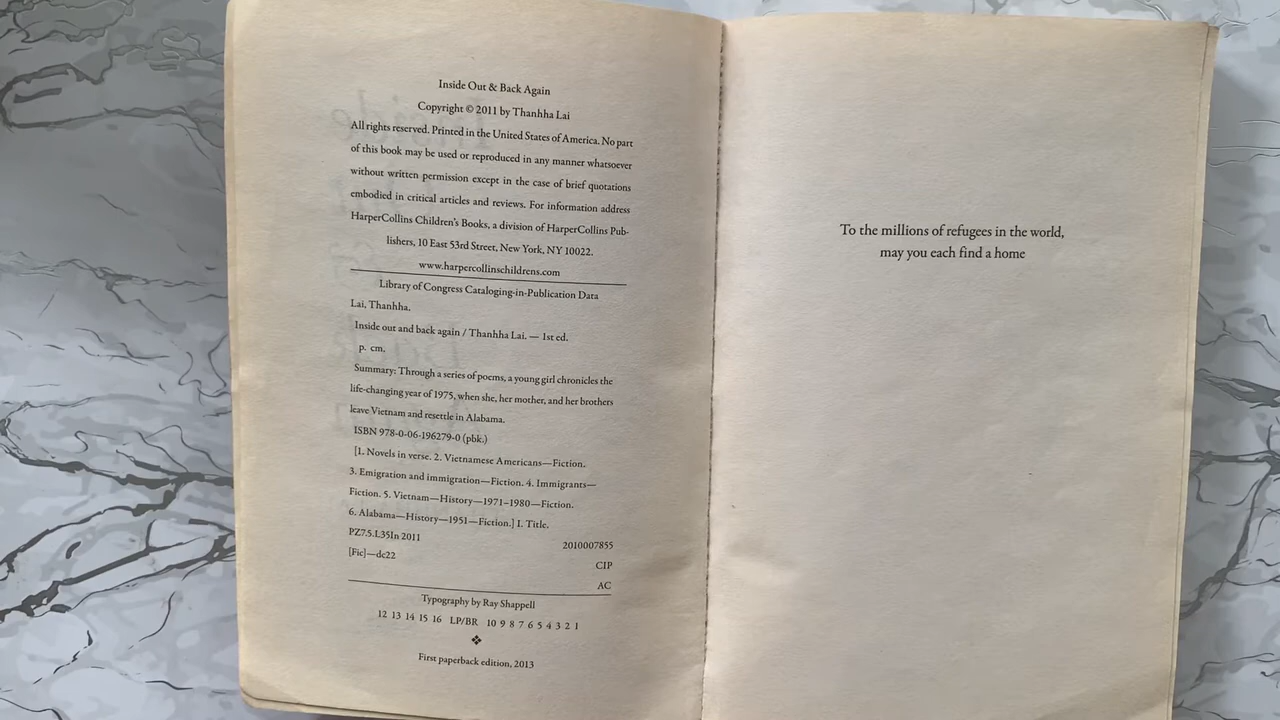 Inside Out & Back Again
Copyright © 2011 by Thanhha Lai
All rights reserved. Printed in the United States of America. No part
of this book may be used or reproduced in any manner whatsoever
without written permission except in the case of brief quotations
embodied in critical articles and reviews. For information address
HarperCollins Children's Books, a division of HarperCollins Pub-
lishers, 10 East 53rd Street, New York, NY 10022.
www.harpercollinschildrens.com
Library of Congress Cataloging-in-Publication Data
Lai, Thanhha.
Inside out and back again / Thanhha Lai. — 1st ed.
p. cm.
Summary: Through a series of poems, a young girl chronicles the
life-changing year of 1975, when she, her mother, and her brothers
leave Vietnam and resettle in Alabama.
ISBN 978-0-06-196279-0 (pbk.)
[1. Novels in verse. 2. Vietnamese Americans—Fiction.
3. Emigration and immigration—Fiction. 4. Immigrants—
Fiction. 5. Vietnam—History—1971–1980—Fiction.
6. Alabama—History—1951—Fiction.] I. Title.
PZ7.5.L35In 2011 2010007855
[Fic]—dc22 CIP
AC
Typography by Ray Shappell
12 13 14 15 16 LP/BR 10 9 8 7 6 5 4 3 2 1
❖
First paperback edition, 2013
To the millions of refugees in the world,
may you each find a home